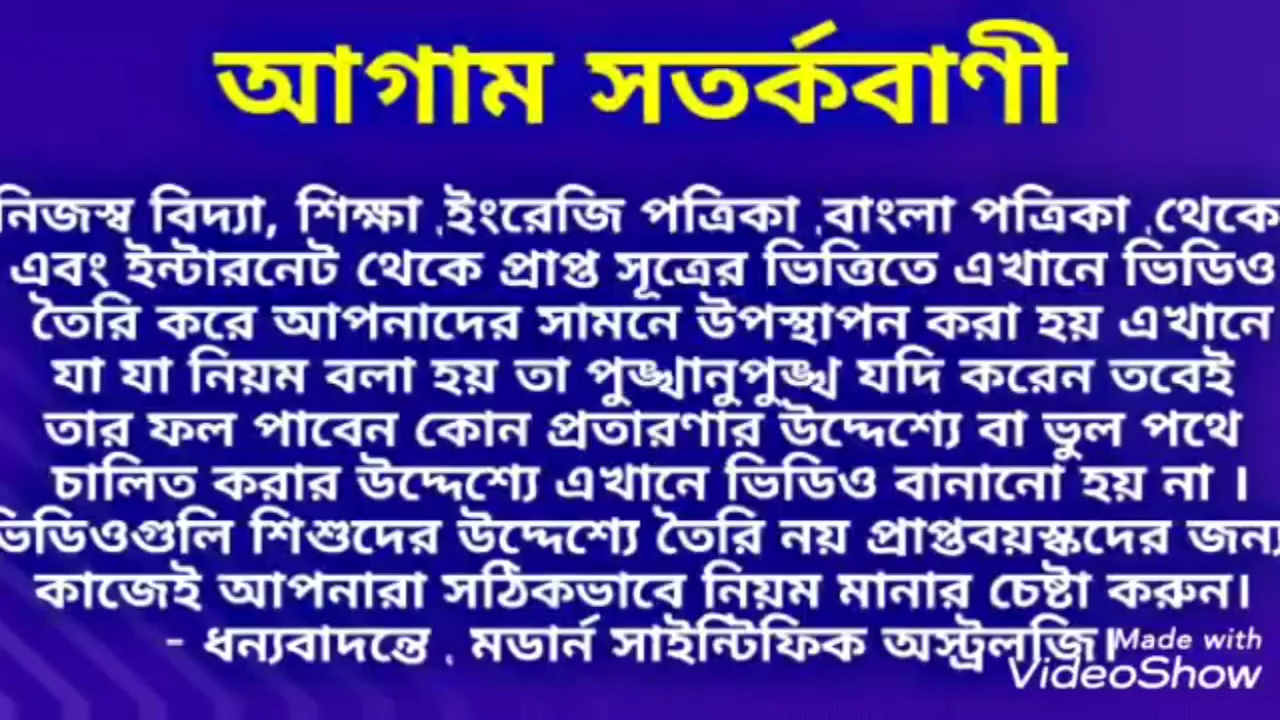 আগাম সতর্কবাণী
নিজস্ব বিদ্যা, শিক্ষা ,ইংরেজি পত্রিকা ,বাংলা পত্রিকা ,থেকে
এবং ইন্টারনেট থেকে প্রাপ্ত সূত্রের ভিত্তিতে এখানে ভিডিও
তৈরি করে আপনাদের সামনে উপস্থাপন করা হয় এখানে
যা যা নিয়ম বলা হয় তা পুঙ্খানুপুঙ্খ যদি করেন তবেই
তার ফল পাবেন কোন প্রতারণার উদ্দেশ্যে বা ভুল পথে
চালিত করার উদ্দেশ্যে এখানে ভিডিও বানানো হয় না ।
ভিডিওগুলি শিশুদের উদ্দেশ্যে তৈরি নয় প্রাপ্তবয়স্কদের জন্য
কাজেই আপনারা সঠিকভাবে নিয়ম মানার চেষ্টা করুন।
- ধন্যবাদন্তে , মডার্ন সাইন্টিফিক অস্ট্রলজি।
Made with
VideoShow